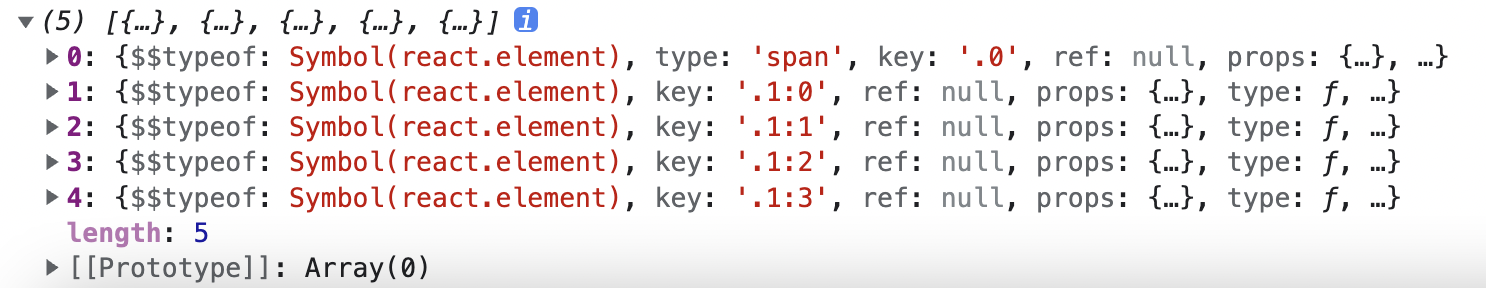 ▼(5) [{…}, {…}, {…}, {…}, {…}] i
▶0: {$$typeof: Symbol(react.element), type: 'span', key: '.0', ref: null, props: {…}, …}
▶1: {$$typeof: Symbol(react.element), key: '.1:0', ref: null, props: {…}, type: ƒ, …}
▶2: {$$typeof: Symbol(react.element), key: '.1:1', ref: null, props: {…}, type: ƒ, …}
▶3: {$$typeof: Symbol(react.element), key: '.1:2', ref: null, props: {…}, type: ƒ, …}
▶4: {$$typeof: Symbol(react.element), key: '.1:3', ref: null, props: {…}, type: ƒ, …}
length: 5
▶[[Prototype]]: Array(0)